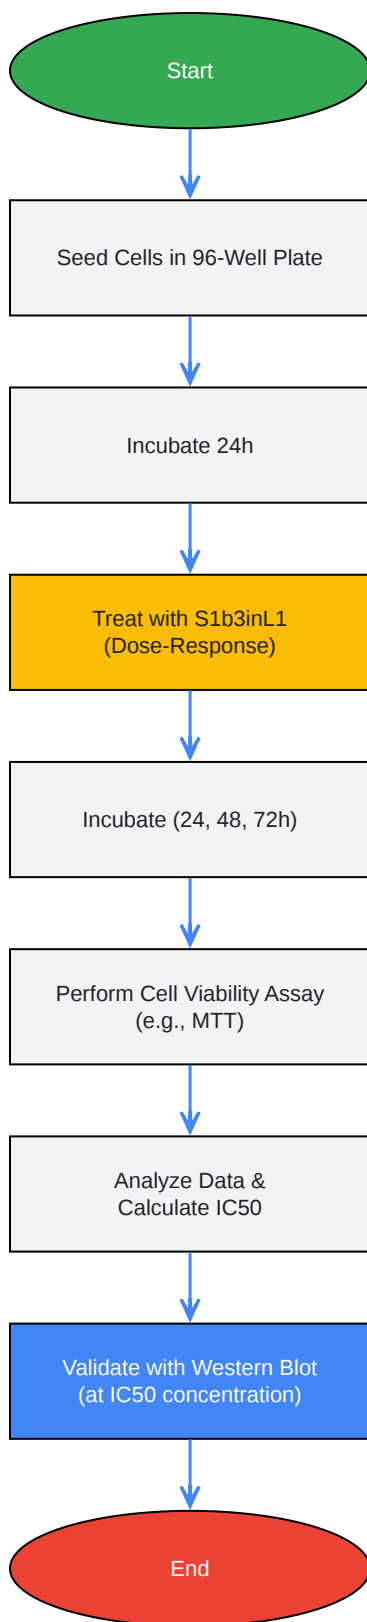 Start
Seed Cells in 96-Well Plate
Incubate 24h
Treat with S1b3inL1
(Dose-Response)
Incubate (24, 48, 72h)
Perform Cell Viability Assay
(e.g., MTT)
Analyze Data &
Calculate IC50
Validate with Western Blot
(at IC50 concentration)
End